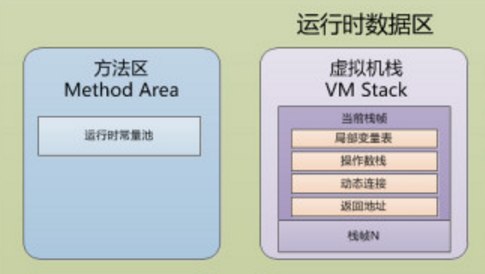 运行时数据区
方法区
Method Area
运行时常量池
虚拟机栈
VM Stack
当前栈帧
局部变量表
操作数栈
动态连接
返回地址
栈帧N